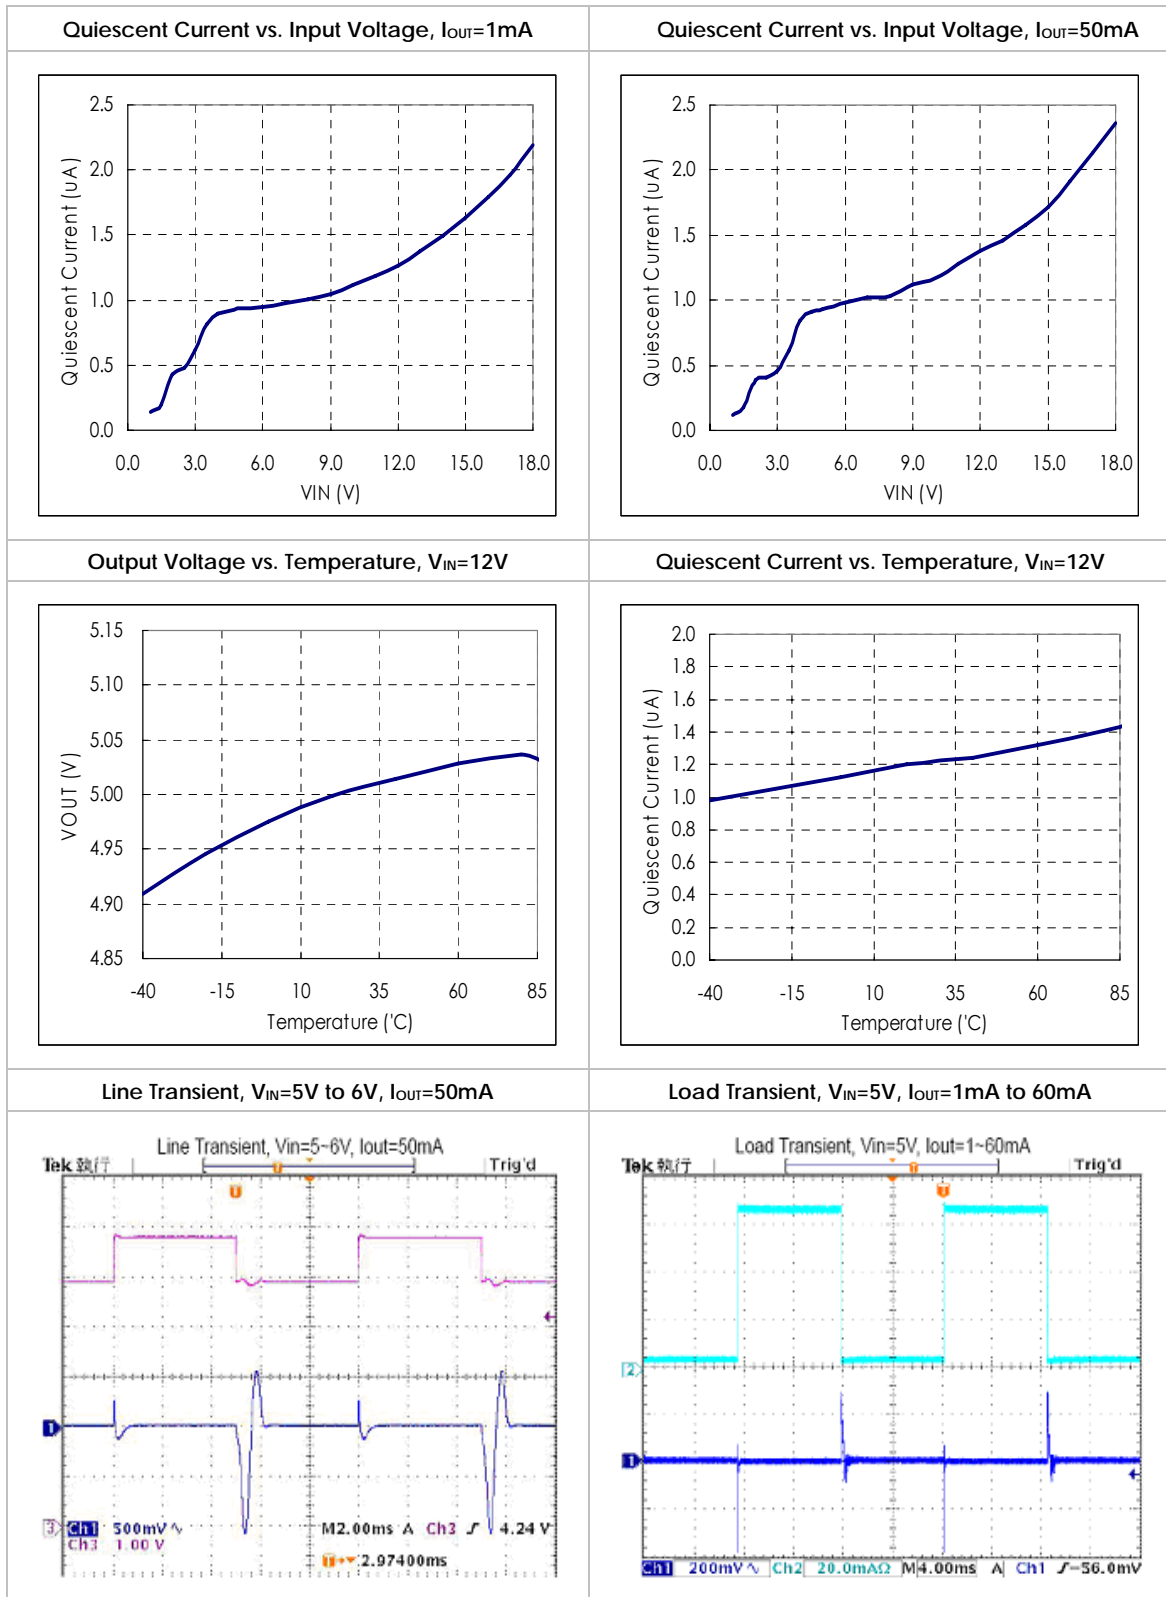 Quiescent Current vs. Input Voltage, IOUT=1mA
Quiescent Current vs. Input Voltage, IOUT=50mA
Quiescent Current (uA)
2.5
2.0
1.5
1.0
0.5
0.0
0.0 3.0 6.0 9.0 12.0 15.0 18.0
VIN (V)
Quiescent Current (uA)
2.5
2.0
1.5
1.0
0.5
0.0
0.0 3.0 6.0 9.0 12.0 15.0 18.0
VIN (V)
Output Voltage vs. Temperature, VIN=12V
Quiescent Current vs. Temperature, VIN=12V
VOUT (V)
5.15
5.10
5.05
5.00
4.95
4.90
4.85
-40 -15 10 35 60 85
Temperature ('C)
Quiescent Current (uA)
2.0
1.8
1.6
1.4
1.2
1.0
0.8
0.6
0.4
0.2
0.0
-40 -15 10 35 60 85
Temperature ('C)
Line Transient, VIN=5V to 6V, IOUT=50mA
Load Transient, VIN=5V, IOUT=1mA to 60mA
Line Transient, Vin=5~6V, Iout=50mA
Tek 執行 Trig'd
T
T
1
3
Ch1 500mV M2.00ms A Ch3 4.24 V
Ch3 1.00 V
T 2.97400ms
Load Transient, Vin=5V, Iout=1~60mA
Tek 執行 Trig'd
T
T
2
1
Ch1 200mV Ch2 20.0mAΩ M4.00ms A Ch1 -56.0mV